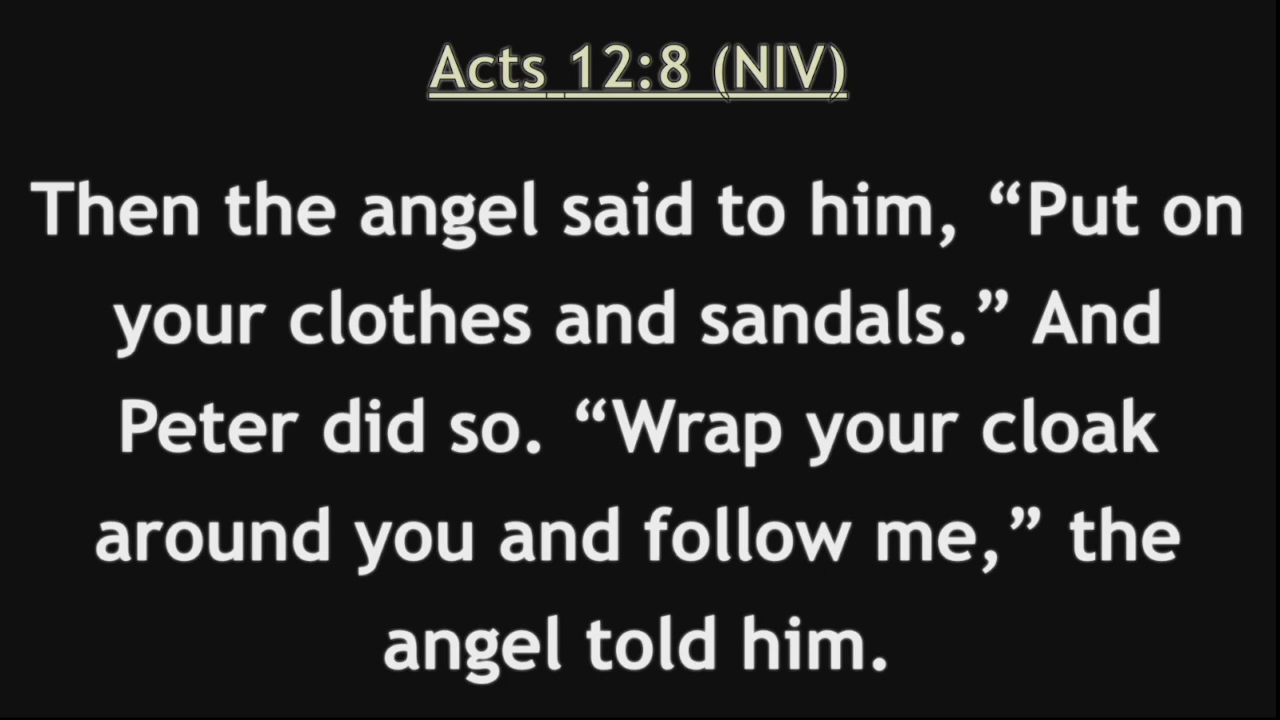 Acts 12:8 (NIV)
Then the angel said to him, “Put on
your clothes and sandals.” And
Peter did so. “Wrap your cloak
around you and follow me,” the
angel told him.